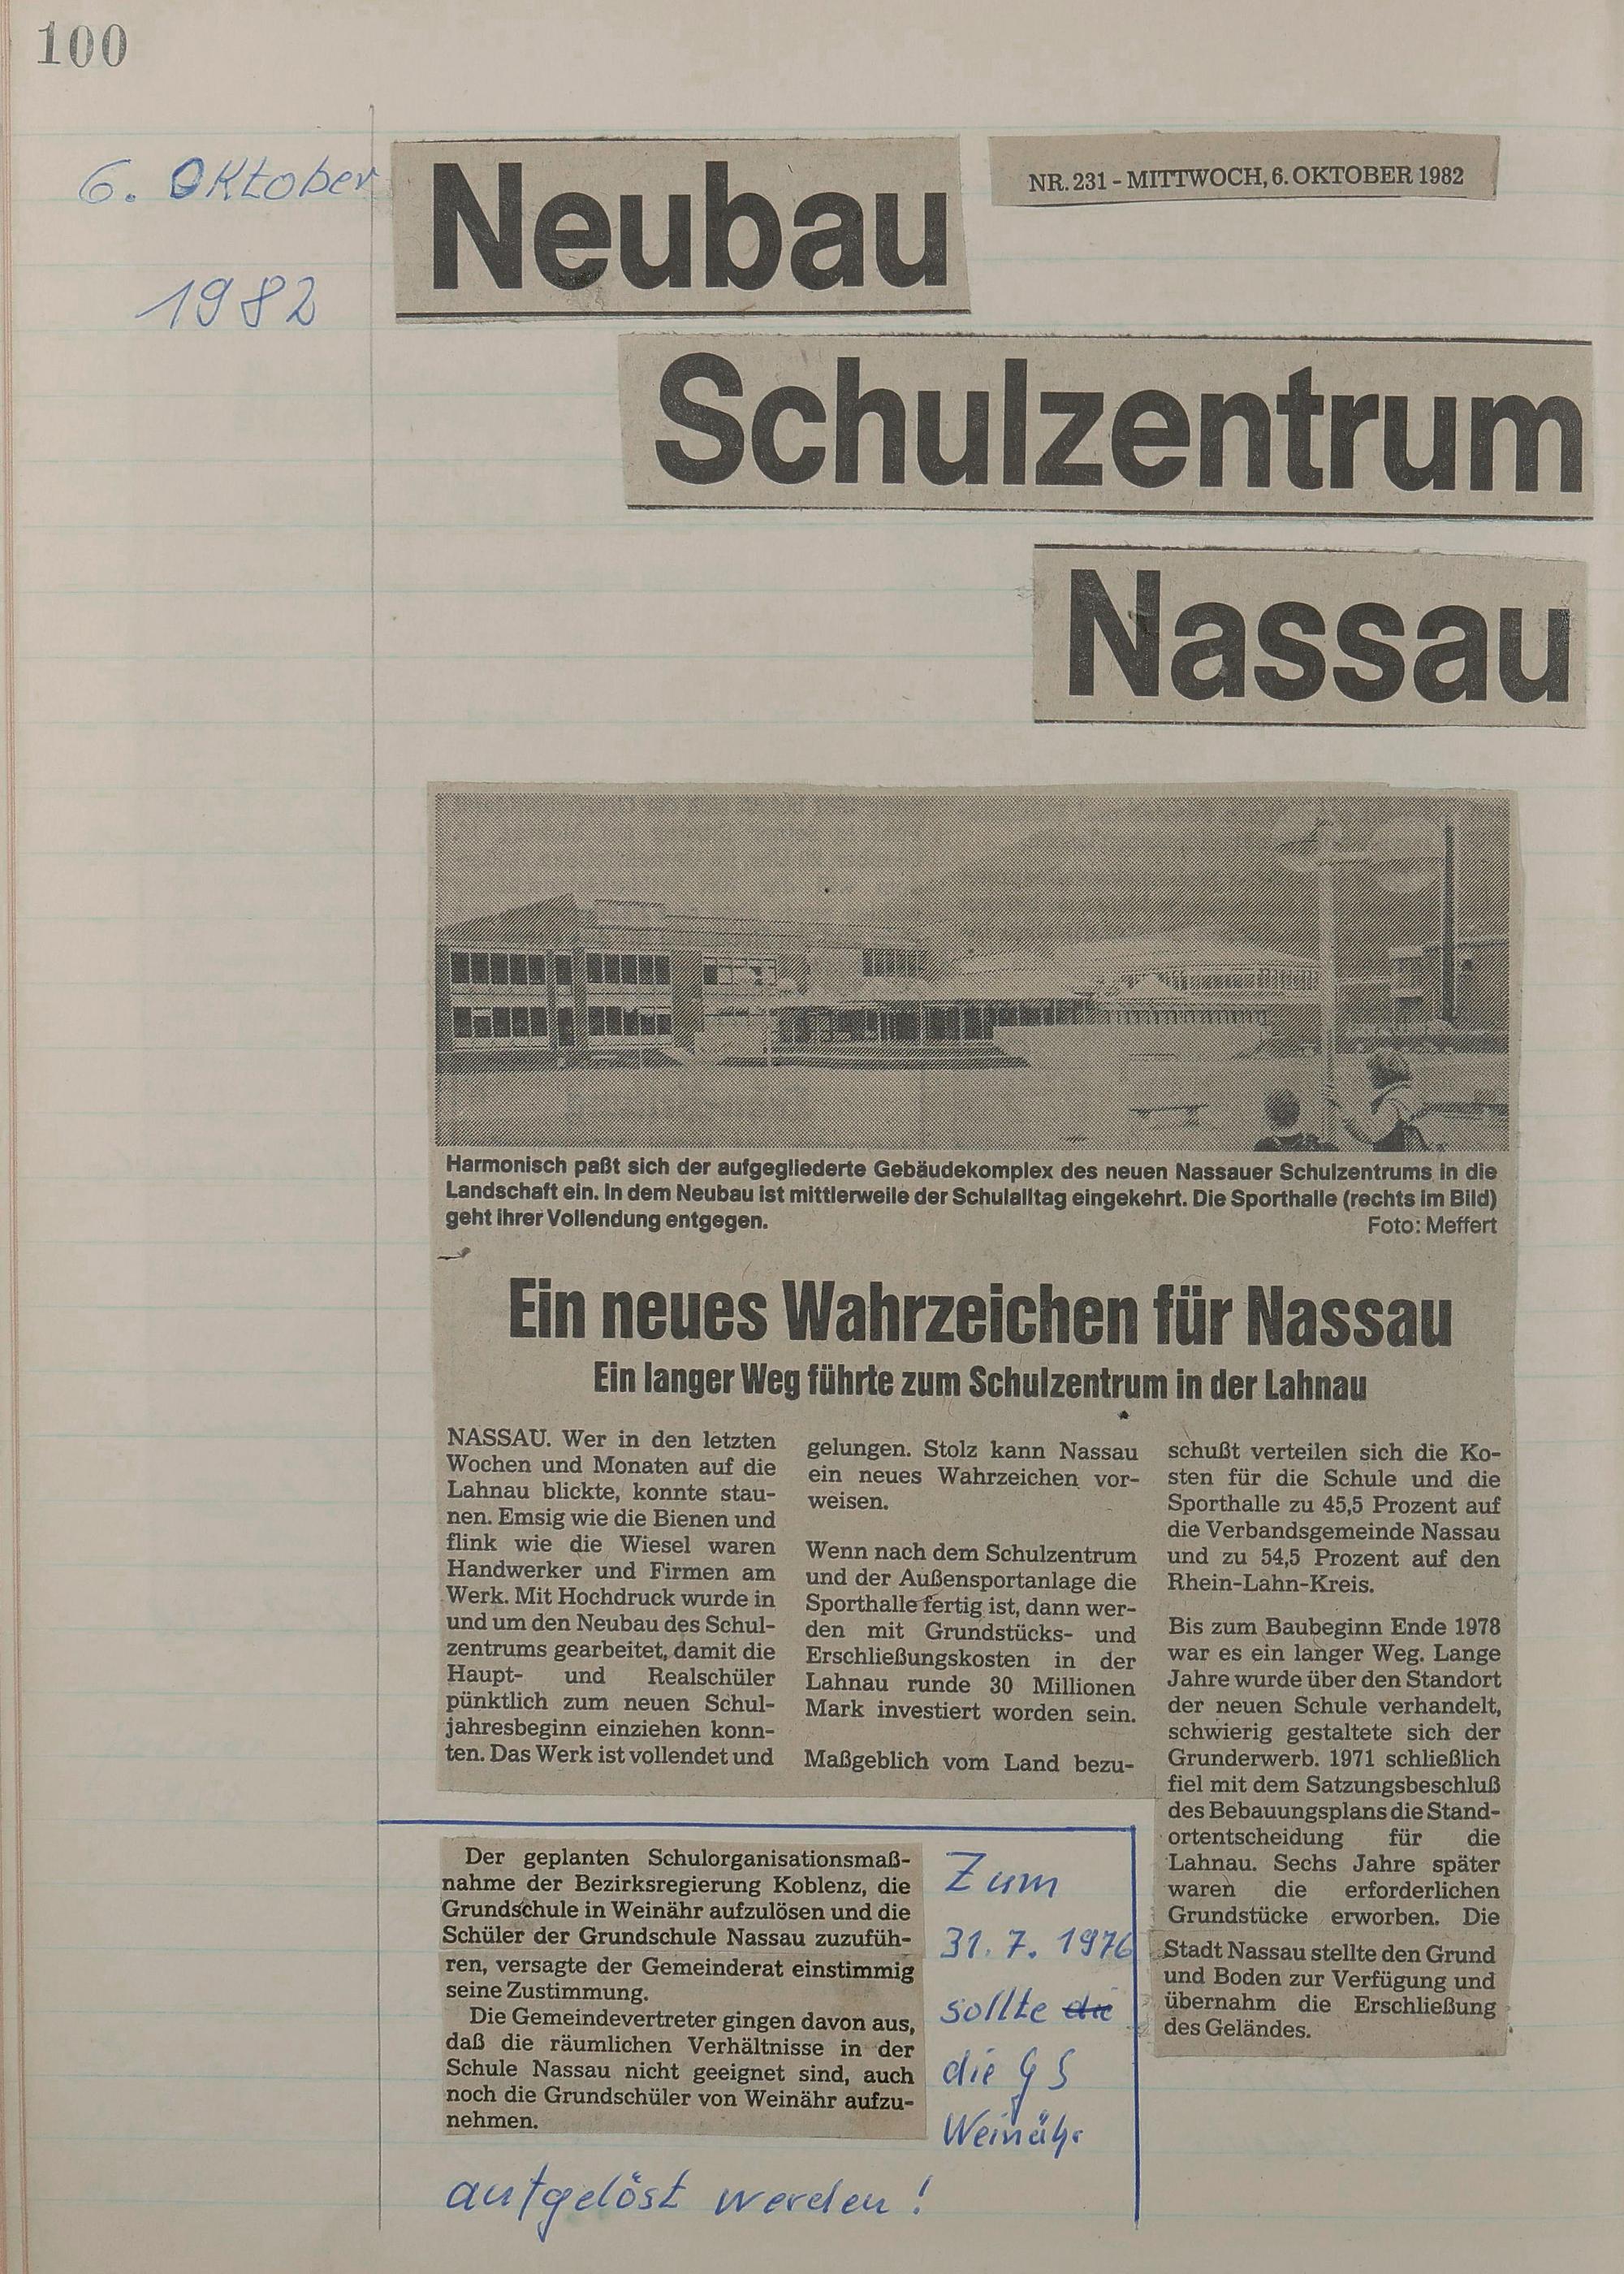 100
6. Oktober
1982
Neubau
NR. 231 - MITTWOCH, 6. OKTOBER 1982
Schulzentrum
Nassau
Harmonisch paßt sich der aufgegliederte Gebäudekomplex des neuen Nassauer Schulzentrums in die
Landschaft ein. In dem Neubau ist mittlerweile der Schulalltag eingekehrt. Die Sporthalle (rechts im Bild)
geht ihrer Vollendung entgegen.
Foto: Meffert
Ein neues Wahrzeichen für Nassau
Ein langer Weg führte zum Schulzentrum in der Lahnau
NASSAU. Wer in den letzten
Wochen und Monaten auf die
Lahnau blickte, konnte stau-
nen. Emsig wie die Bienen und
flink wie die Wiesel waren
Handwerker und Firmen am
Werk. Mit Hochdruck wurde in
und um den Neubau des Schul-
zentrums gearbeitet, damit die
Haupt- und Realschüler
pünktlich zum neuen Schul-
jahresbeginn einziehen konn-
ten. Das Werk ist vollendet und
gelungen. Stolz kann Nassau
ein neues Wahrzeichen vor-
weisen.
Wenn nach dem Schulzentrum
und der Außensportanlage die
Sporthalle fertig ist, dann wer-
den mit Grundstücks- und
Erschließungskosten in der
Lahnau runde 30 Millionen
Mark investiert worden sein.
Maßgeblich vom Land bezu-
schußt verteilen sich die Ko-
sten für die Schule und die
Sporthalle zu 45,5 Prozent auf
die Verbandsgemeinde Nassau
und zu 54,5 Prozent auf den
Rhein-Lahn-Kreis.
Bis zum Baubeginn Ende 1978
war es ein langer Weg. Lange
Jahre wurde über den Standort
der neuen Schule verhandelt,
schwierig gestaltete sich der
Grunderwerb. 1971 schließlich
fiel mit dem Satzungsbeschluß
des Bebauungsplans die Stand-
ortentscheidung für die
Lahnau. Sechs Jahre später
waren die erforderlichen
Grundstücke erworben. Die
Stadt Nassau stellte den Grund
und Boden zur Verfügung und
übernahm die Erschließung
des Geländes.
Der geplanten Schulorganisationsmaß-
nahme der Bezirksregierung Koblenz, die
Grundschule in Weinähr aufzulösen und die
Schüler der Grundschule Nassau zuzufüh-
ren, versagte der Gemeinderat einstimmig
seine Zustimmung.
Die Gemeindevertreter gingen davon aus,
daß die räumlichen Verhältnisse in der
Schule Nassau nicht geeignet sind, auch
noch die Grundschüler von Weinähr aufzu-
nehmen.
Zum
31. 7. 1976
sollte die
die GS
Weinähr
aufgelöst werden!